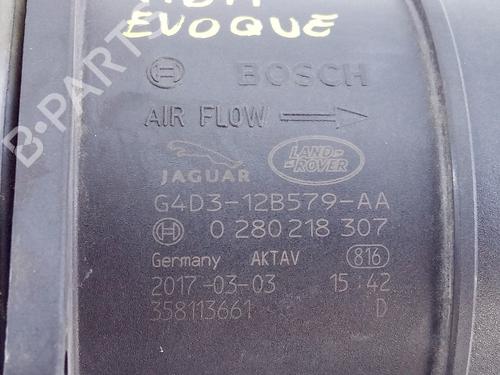 EVOQUE
BOSCH
AIR FLOW
JAGUAR
LAND-
ROVER
G4D3-12B579-AA
0 280 218 307
Germany AKTAV 816
2017-03-03 15:42
358113661 D
B-PARTS